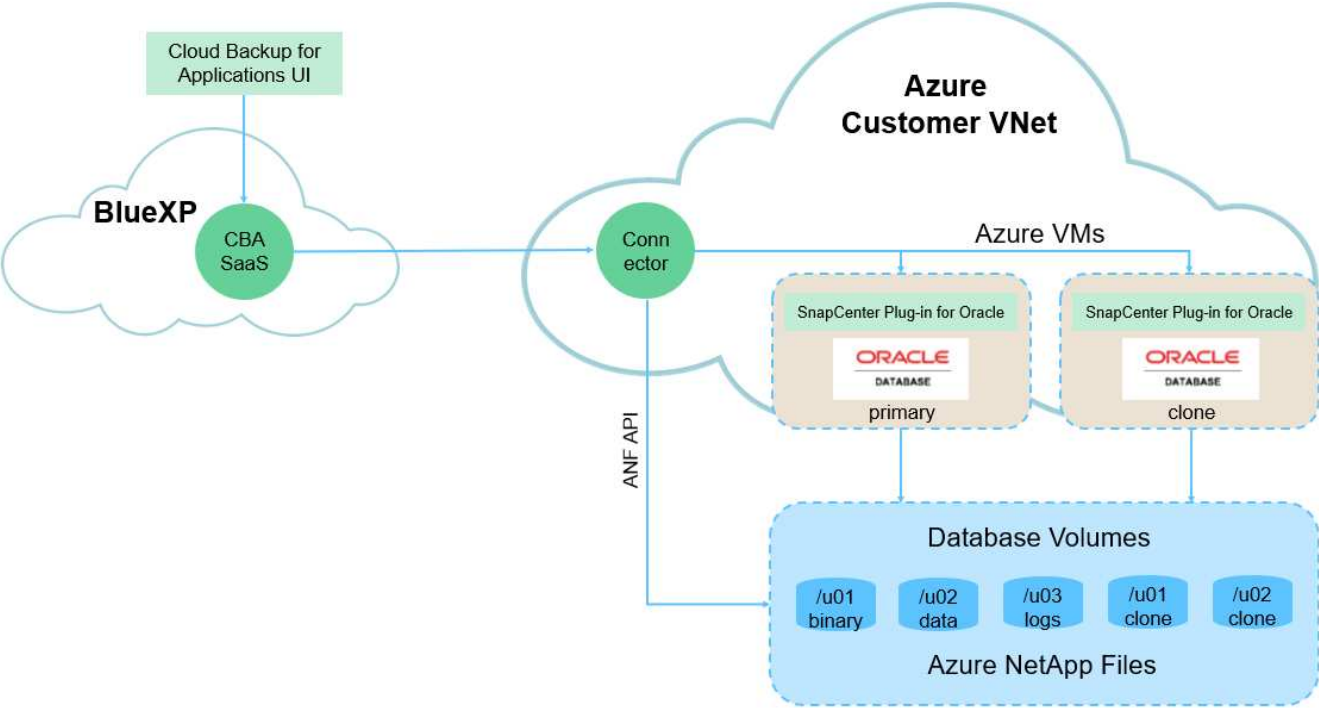 Cloud Backup for
Applications UI
Azure
Customer VNet
BlueXP
CBA
SaaS
Conn
ector
Azure VMs
SnapCenter Plug-in for Oracle
ORACLE
DATABASE
primary
SnapCenter Plug-in for Oracle
ORACLE
DATABASE
clone
ANF API
Database Volumes
/u01
binary
/u02
data
/u03
logs
/u01
clone
/u02
clone
Azure NetApp Files